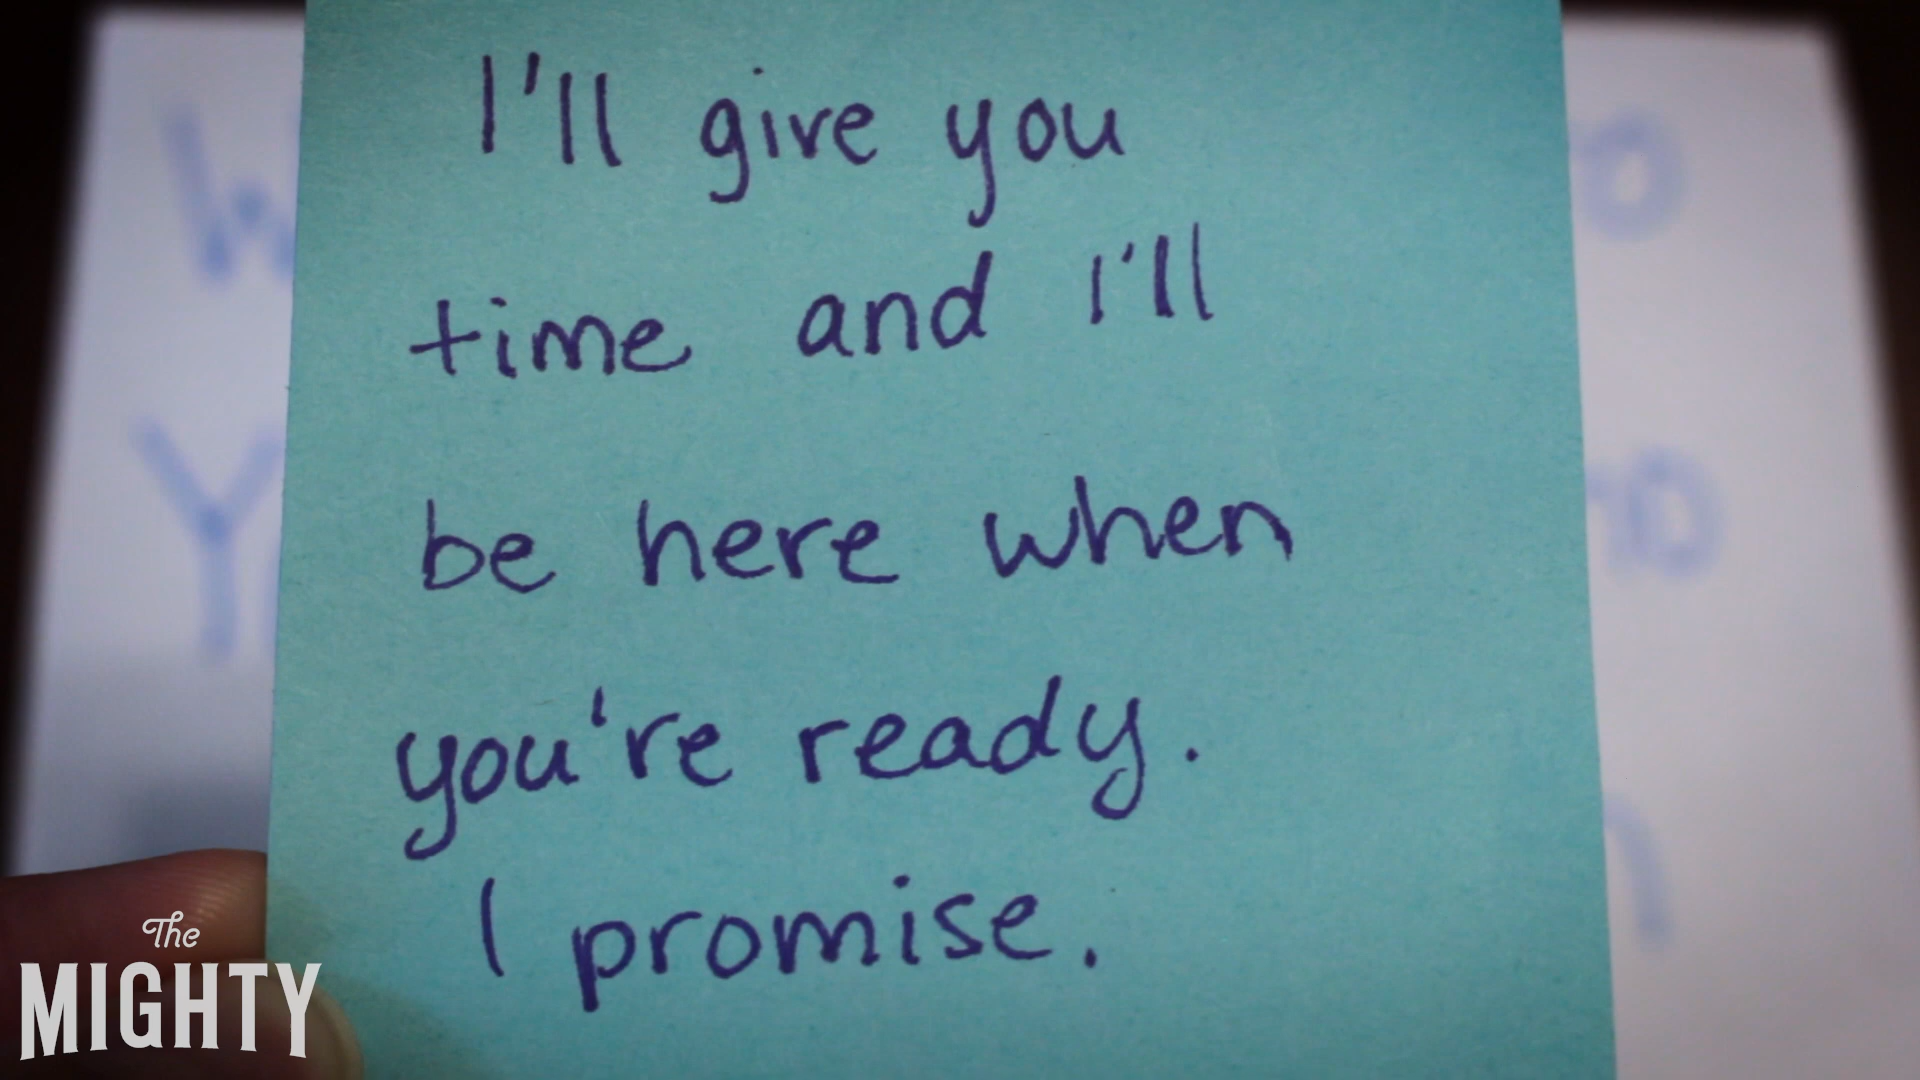 I'll give you
time and I'll
be here when
you're ready.
I promise.
The
MIGHTY